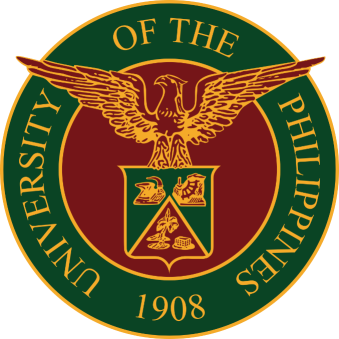 UNIVERSITY OF THE PHILIPPINES
1908